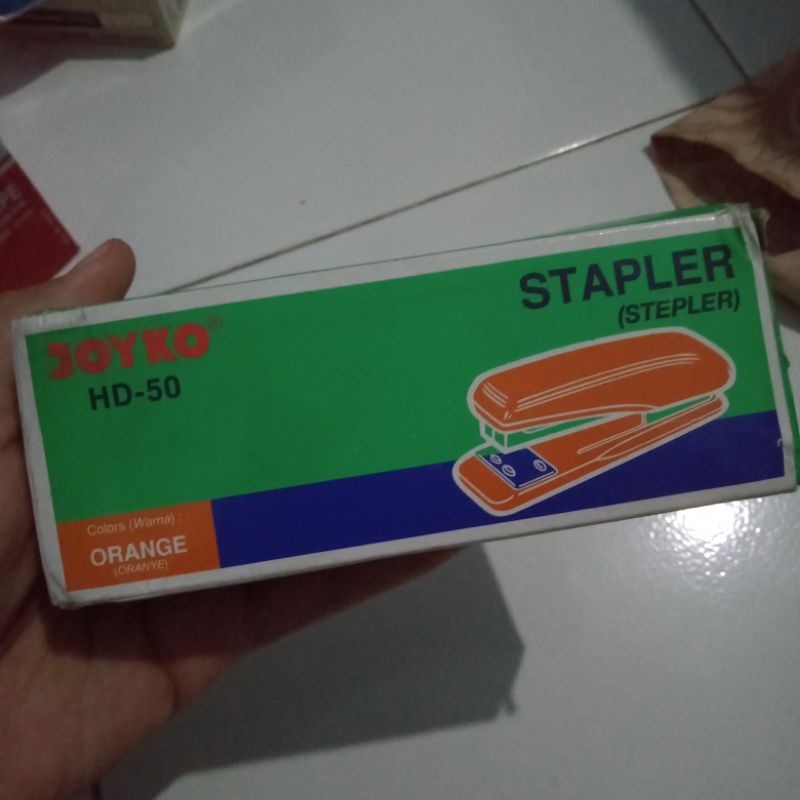 STAPLER
(STEPLER)
JOYKO®
HD-50
Colors (Warna) :
ORANGE
(ORANYE)